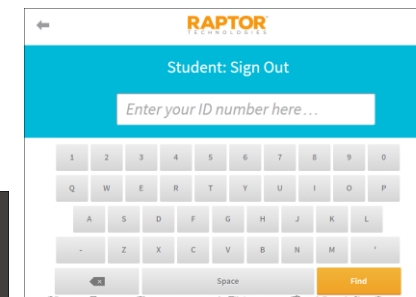 RAPTOR
TECHNOLOGIES
Student: Sign Out
Enter your ID number here...
1 2 3 4 5 6 7 8 9 0
Q W E R T Y U I O P
A S D F G H J K L
- Z X C V B N M '
Space Find